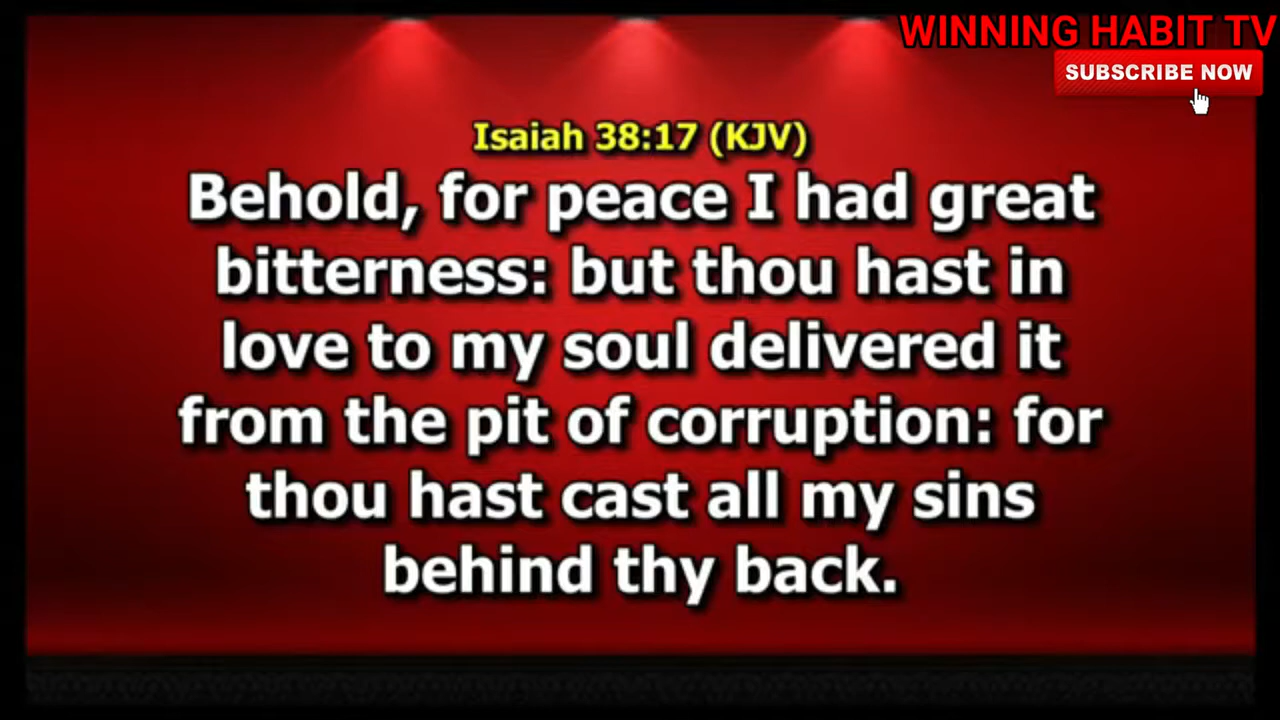 WINNING HABIT TV
SUBSCRIBE NOW
Isaiah 38:17 (KJV)
Behold, for peace I had great
bitterness: but thou hast in
love to my soul delivered it
from the pit of corruption: for
thou hast cast all my sins
behind thy back.